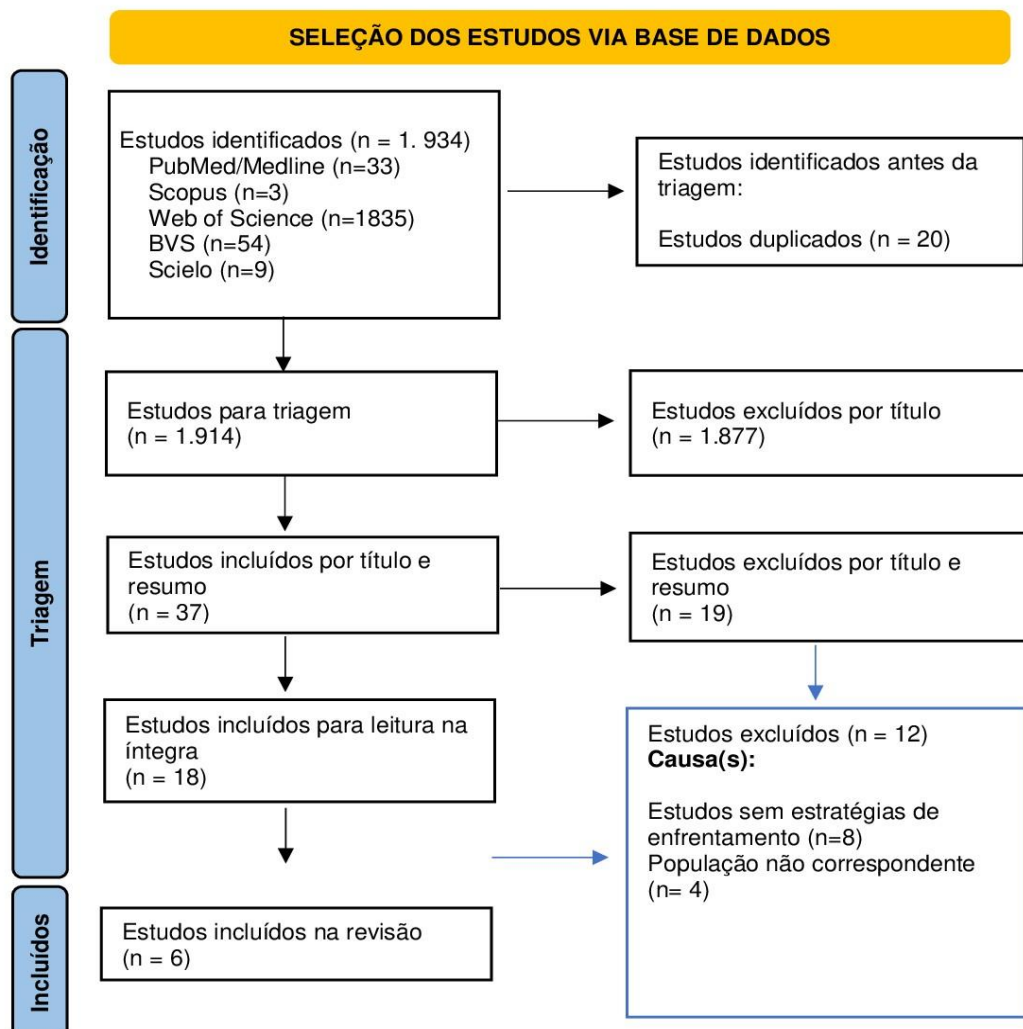 SELEÇÃO DOS ESTUDOS VIA BASE DE DADOS
Identificação
Estudos identificados (n = 1. 934)
PubMed/Medline (n=33)
Scopus (n=3)
Web of Science (n=1835)
BVS (n=54)
Scielo (n=9)
Estudos identificados antes da
triagem:
Estudos duplicados (n = 20)
Triagem
Estudos para triagem
(n = 1.914)
Estudos excluídos por título
(n = 1.877)
Estudos incluídos por título e
resumo
(n = 37)
Estudos excluídos por título e
resumo
(n = 19)
Estudos incluídos para leitura na
íntegra
(n = 18)
Estudos excluídos (n = 12)
Causa(s):
Estudos sem estratégias de
enfrentamento (n=8)
População não correspondente
(n= 4)
Incluídos
Estudos incluídos na revisão
(n = 6)